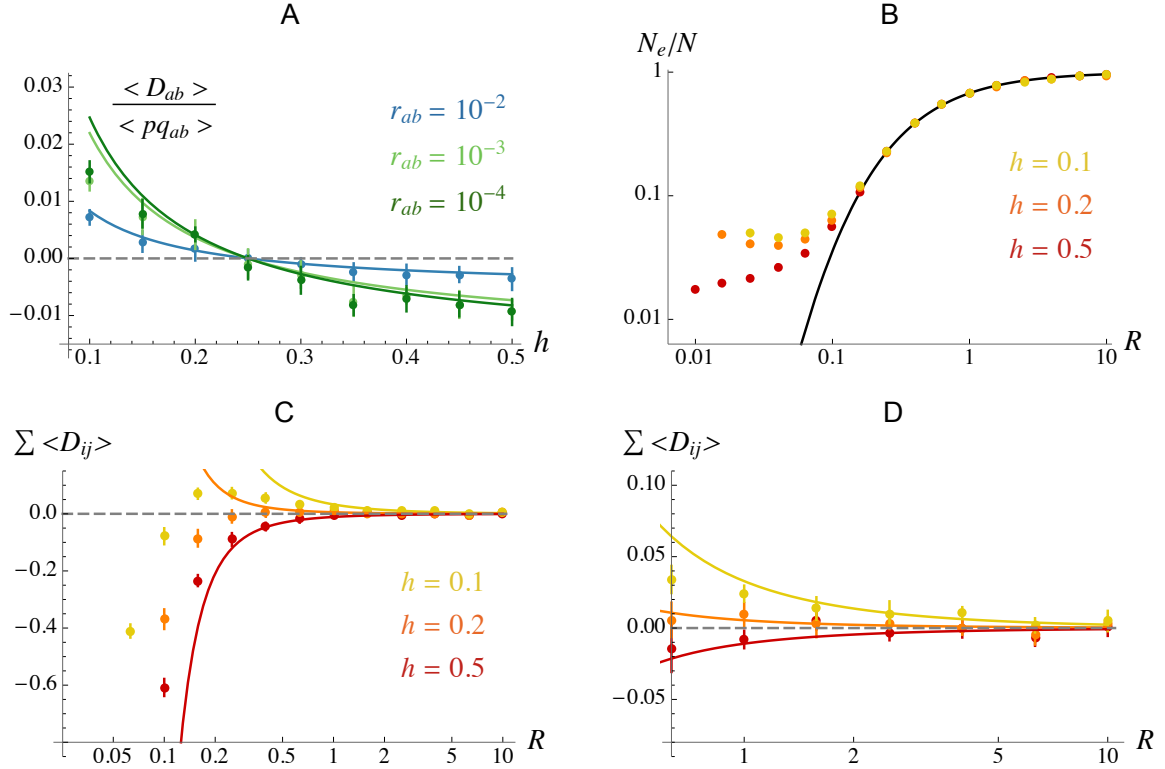 A
< D_ab >
< pq_ab >
r_ab = 10^-2
r_ab = 10^-3
r_ab = 10^-4
0.03
0.02
0.01
0.00
−0.01
0.1 0.2 0.3 0.4 0.5 h
B
N_e/N
1
0.1
0.01
h = 0.1
h = 0.2
h = 0.5
0.01 0.1 1 10 R
C
∑ <D_ij>
0.0
−0.2
−0.4
−0.6
h = 0.1
h = 0.2
h = 0.5
0.05 0.1 0.2 0.5 1 2 5 10 R
D
∑ <D_ij>
0.10
0.05
0.00
−0.05
1 2 5 10 R